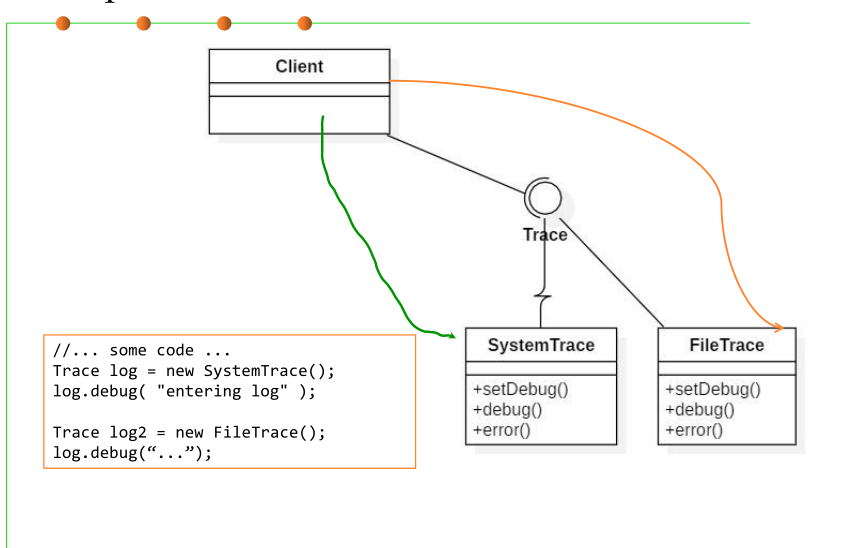 Client
Trace
//... some code ...
Trace log = new SystemTrace();
log.debug( "entering log" );
Trace log2 = new FileTrace();
log.debug(“...”);
SystemTrace
+setDebug()
+debug()
+error()
FileTrace
+setDebug()
+debug()
+error()